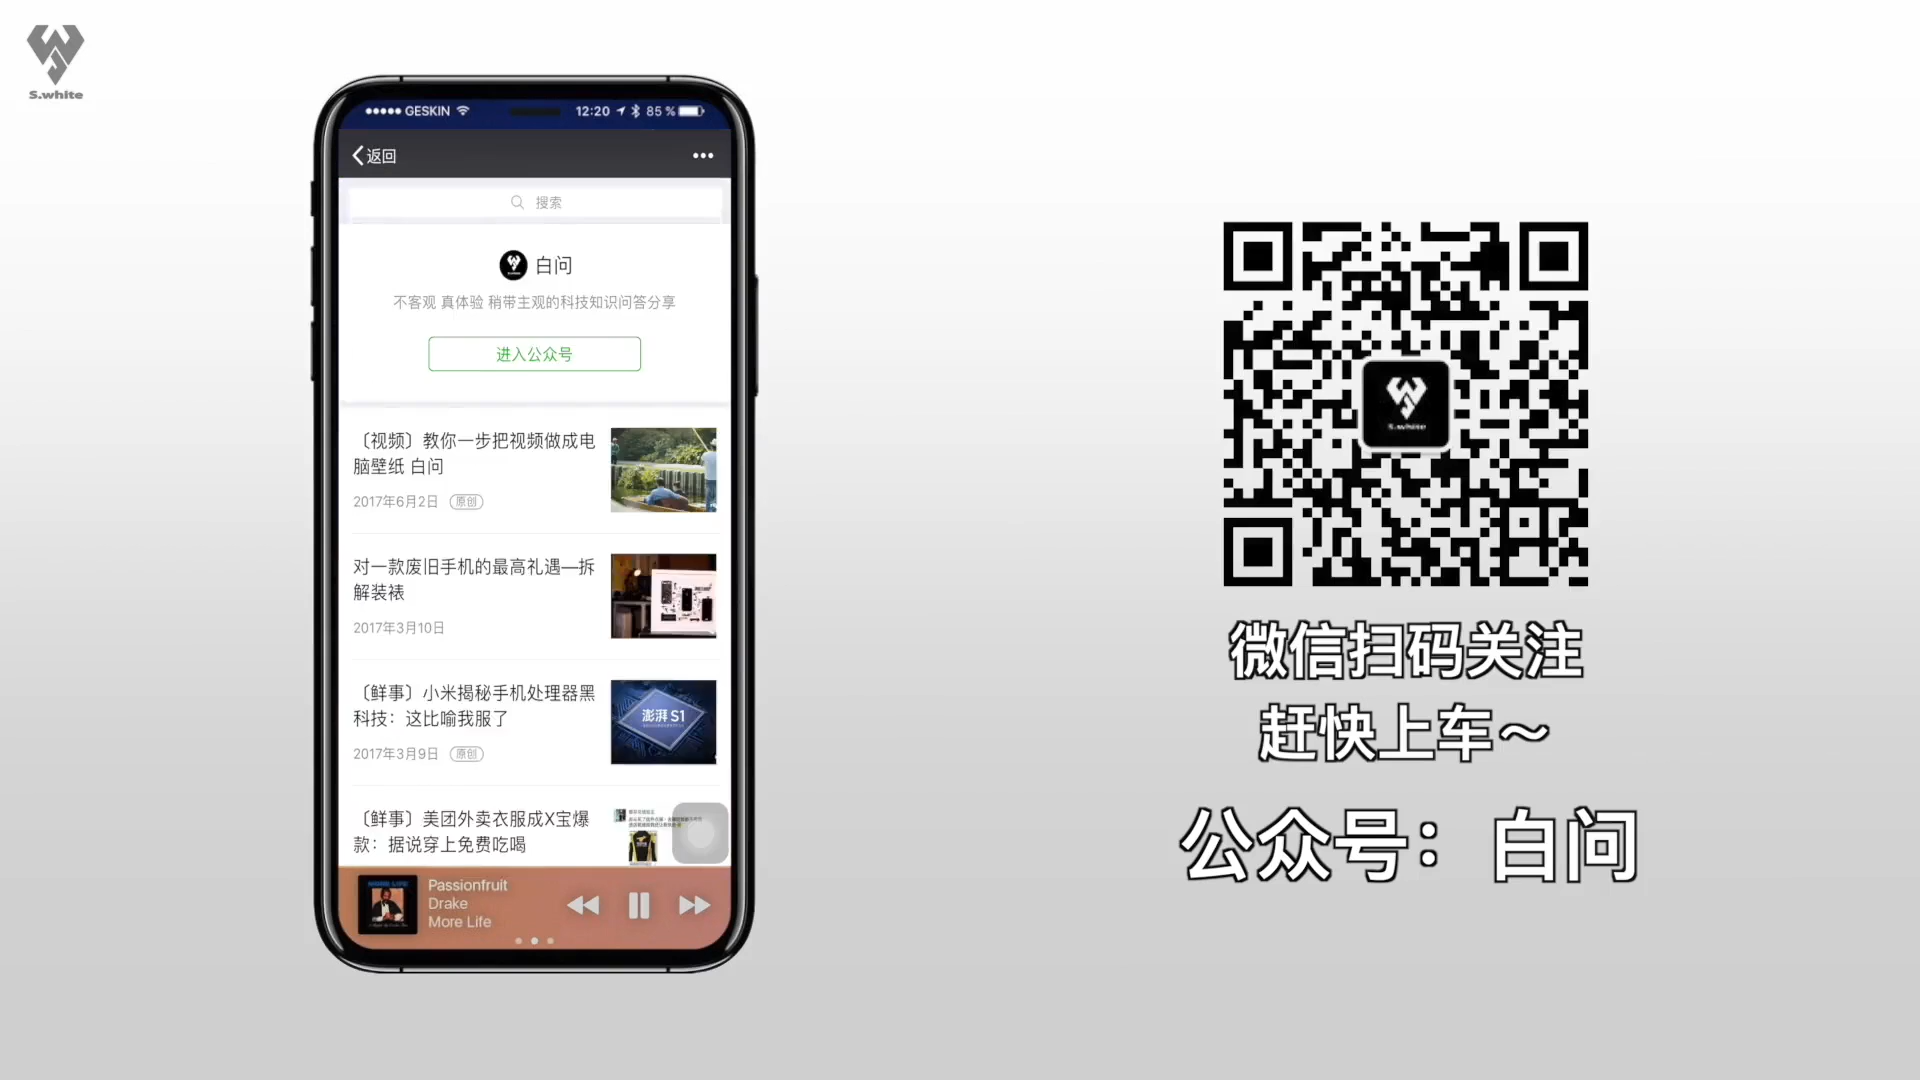 S.white
GESKIN
12:20
85 %
返回
搜索
白问
不客观 真体验 稍带主观的科技知识问答分享
进入公众号
〔视频〕教你一步把视频做成电
脑壁纸 白问
2017年6月2日 原创
对一款废旧手机的最高礼遇—拆
解装裱
2017年3月10日
〔鲜事〕小米揭秘手机处理器黑
科技：这比喻我服了
2017年3月9日 原创
澎湃 S1
〔鲜事〕美团外卖衣服成X宝爆
款：据说穿上免费吃喝
MORE LIFE
Passionfruit
Drake
More Life
S.white
微信扫码关注
赶快上车～
公众号：白问